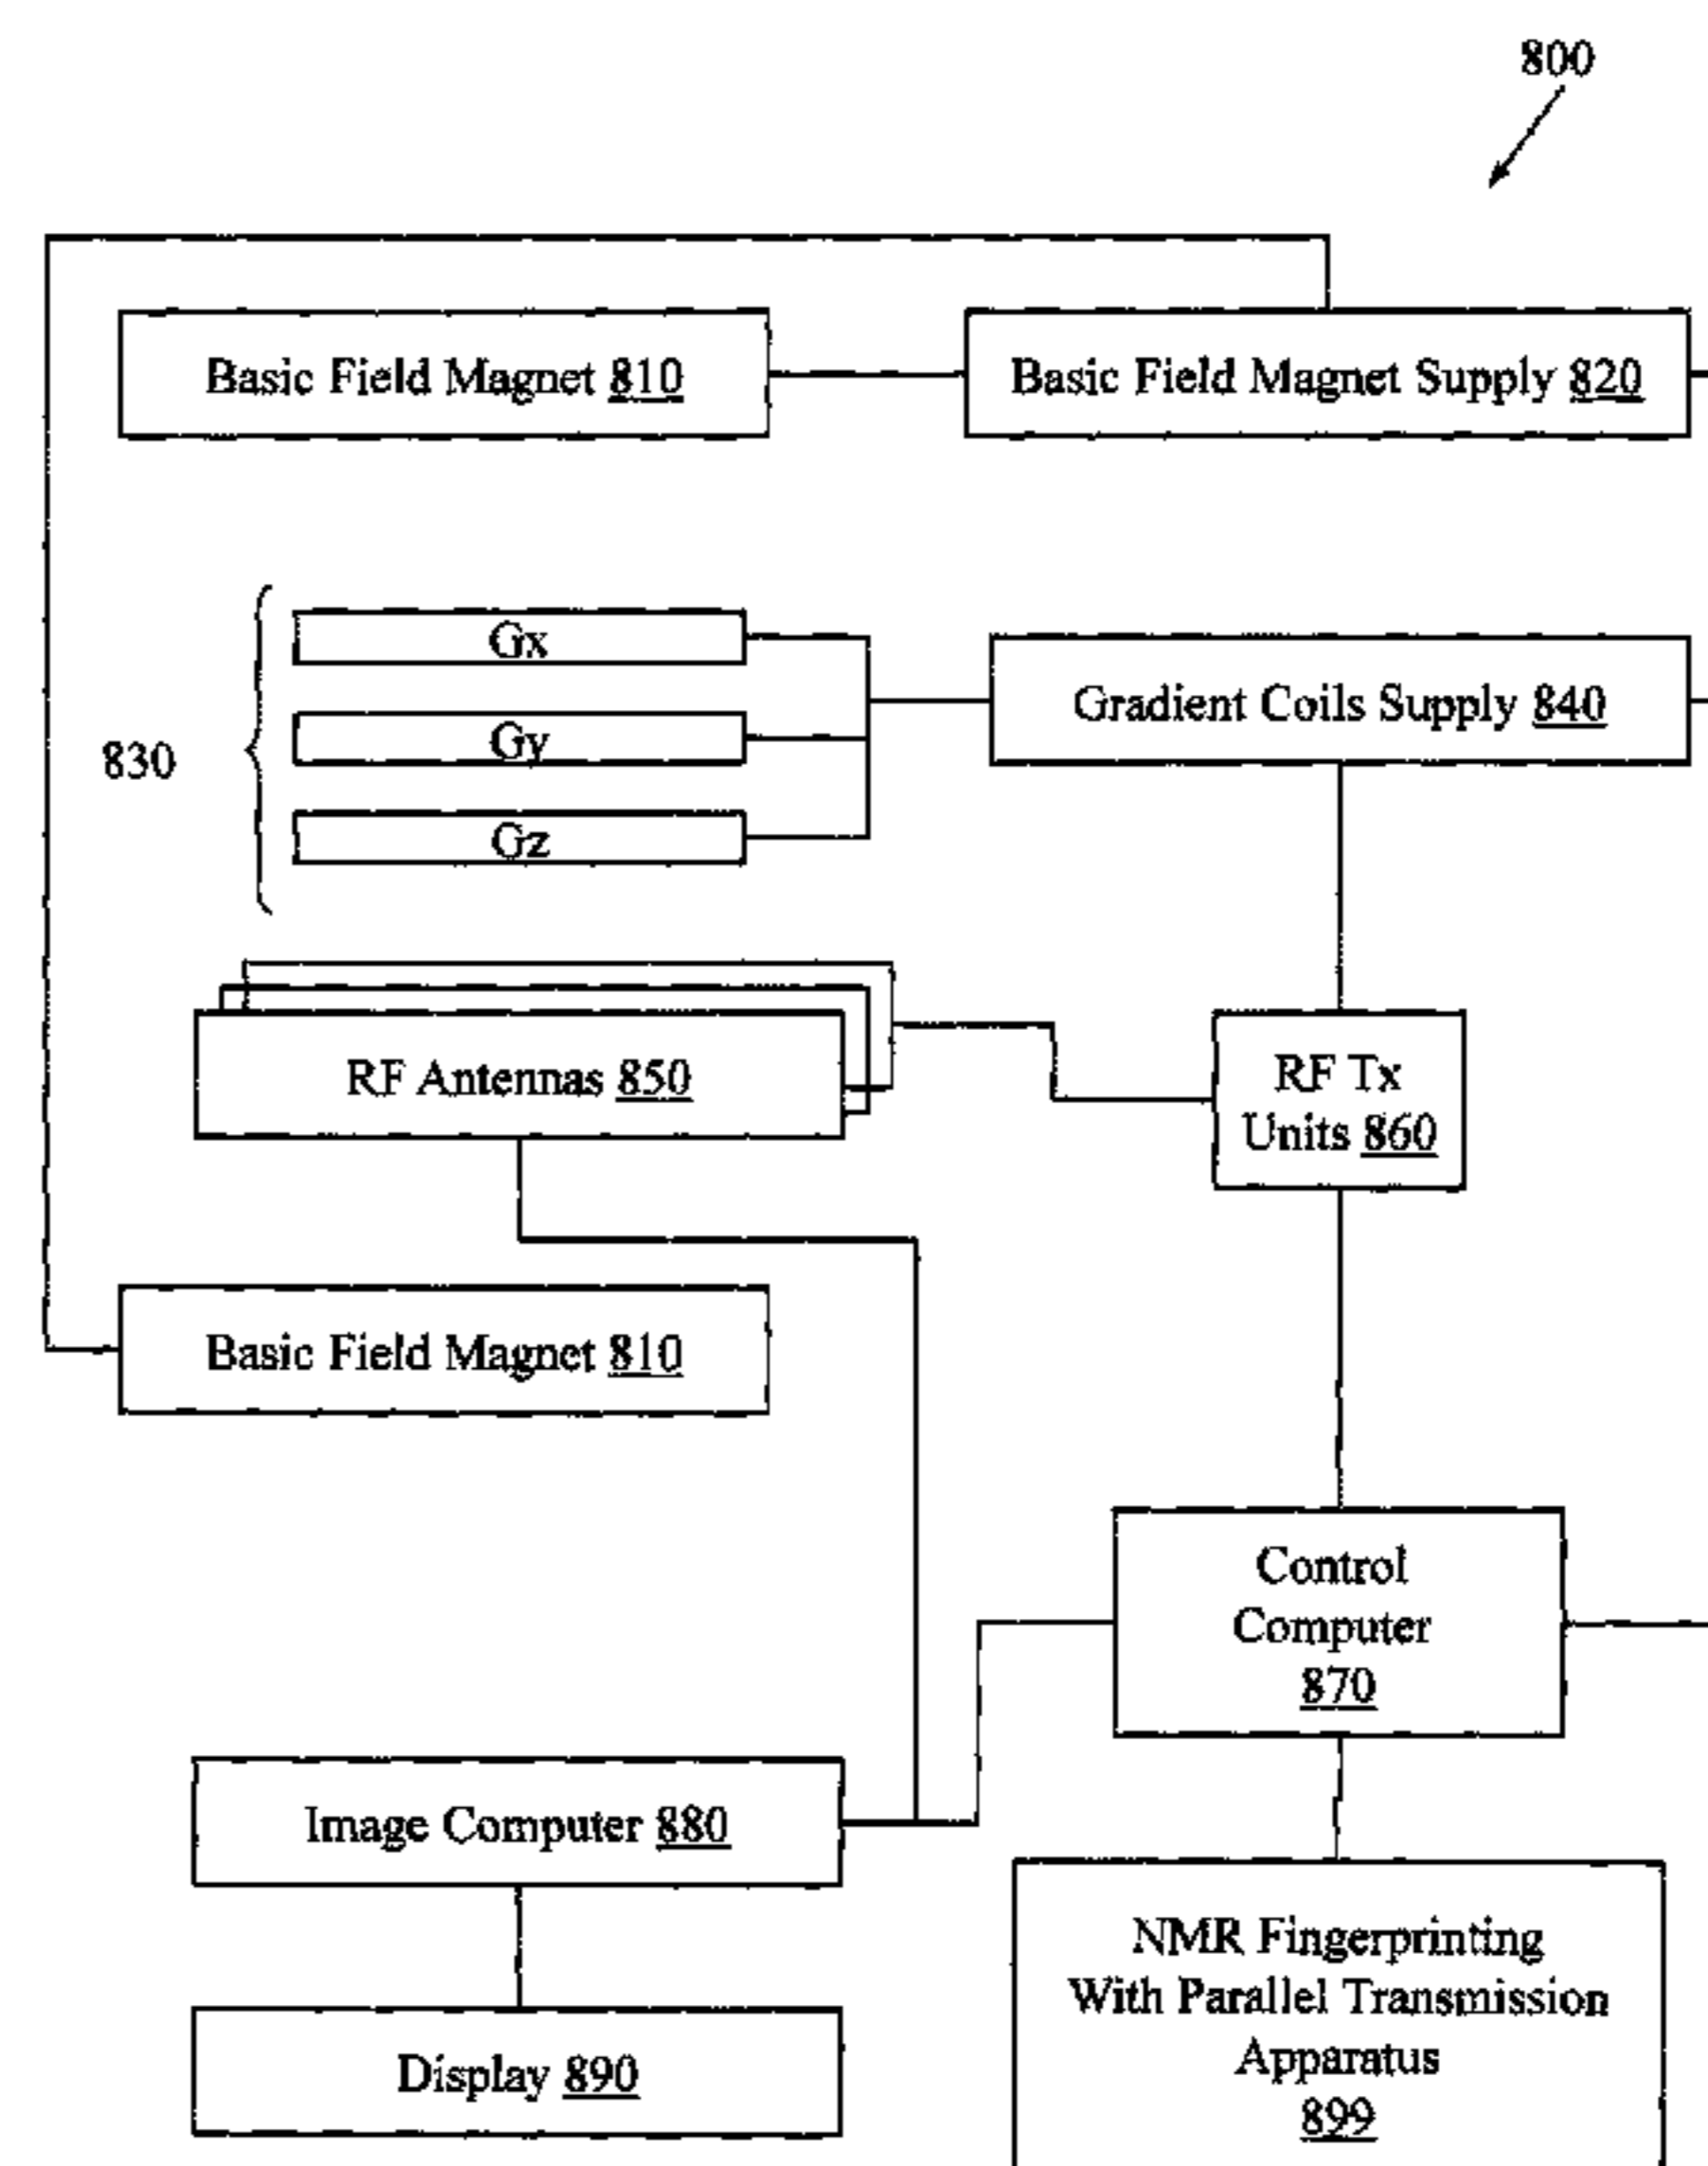 800
Basic Field Magnet 810
Basic Field Magnet Supply 820
Gx
Gy
Gz
830
Gradient Coils Supply 840
RF Antennas 850
RF Tx
Units 860
Basic Field Magnet 810
Control
Computer
870
Image Computer 880
NMR Fingerprinting
With Parallel Transmission
Apparatus
899
Display 890